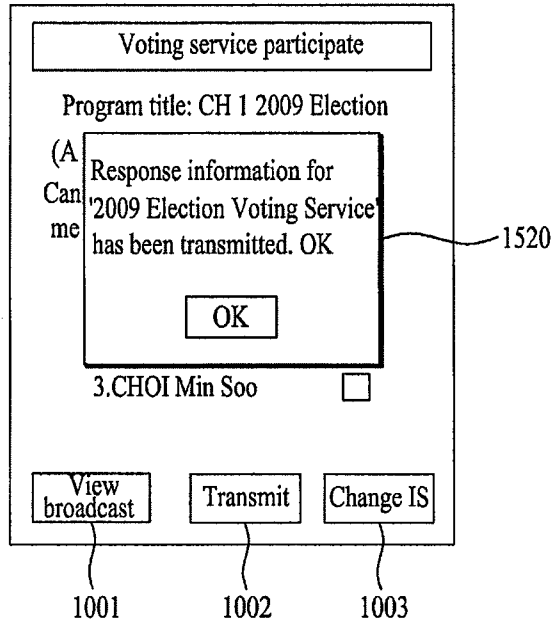 Voting service participate
Program title: CH 1 2009 Election
(A
Can
me
Response information for
'2009 Election Voting Service'
has been transmitted. OK
OK
1520
3.CHOI Min Soo
View
broadcast
Transmit
Change IS
1001
1002
1003